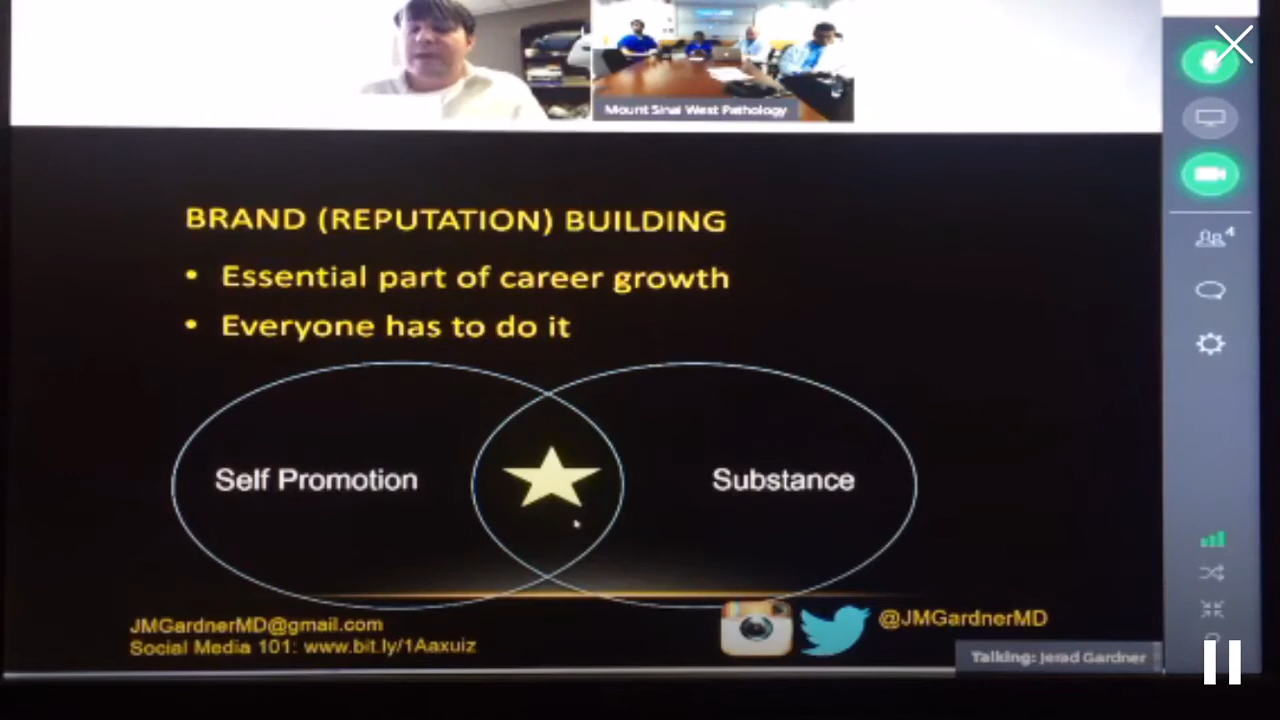 Mount Sinai West Pathology
BRAND (REPUTATION) BUILDING
• Essential part of career growth
• Everyone has to do it
Self Promotion
Substance
JMGardnerMD@gmail.com
Social Media 101: www.bit.ly/1Aaxuiz
@JMGardnerMD
Talking: Jerad Gardner
4